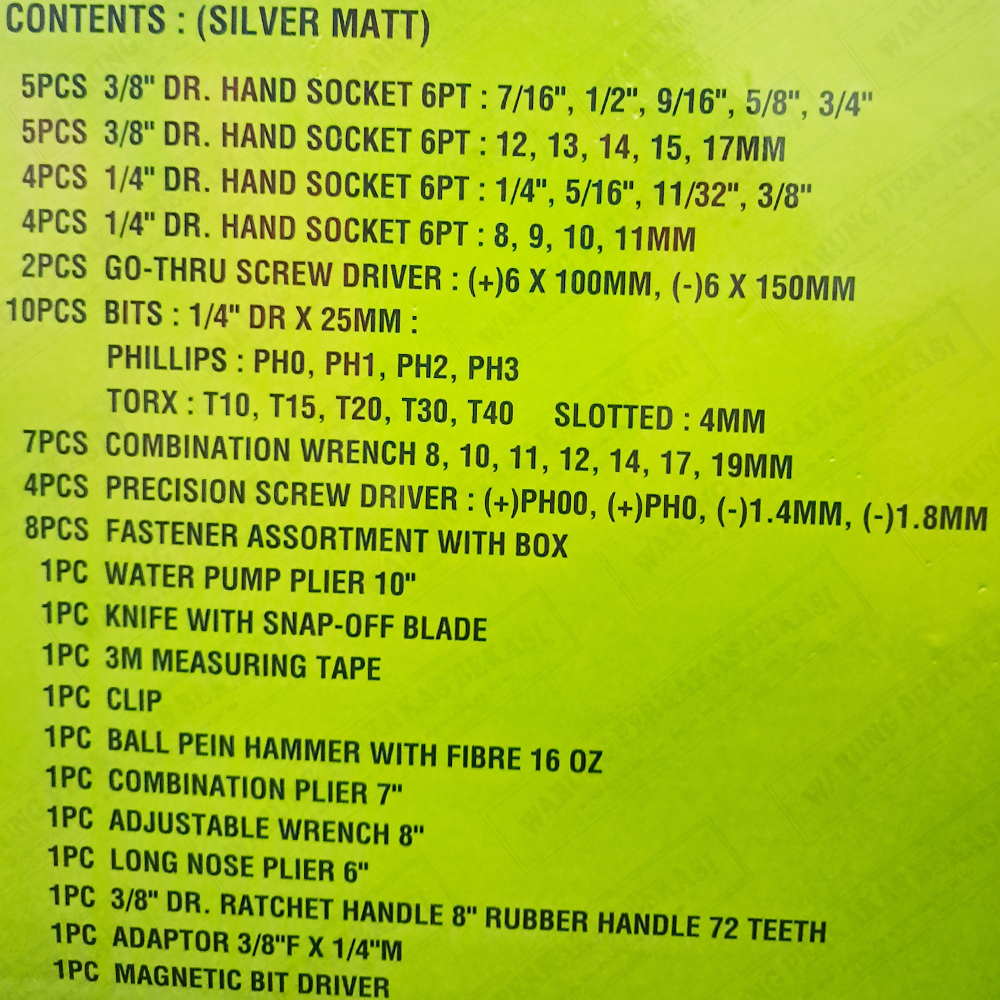 CONTENTS : (SILVER MATT)
5PCS 3/8" DR. HAND SOCKET 6PT : 7/16", 1/2", 9/16", 5/8", 3/4"
5PCS 3/8" DR. HAND SOCKET 6PT : 12, 13, 14, 15, 17MM
4PCS 1/4" DR. HAND SOCKET 6PT : 1/4", 5/16", 11/32", 3/8"
4PCS 1/4" DR. HAND SOCKET 6PT : 8, 9, 10, 11MM
2PCS GO-THRU SCREW DRIVER : (+)6 X 100MM, (-)6 X 150MM
10PCS BITS : 1/4" DR X 25MM :
PHILLIPS : PH0, PH1, PH2, PH3
TORX : T10, T15, T20, T30, T40 SLOTTED : 4MM
7PCS COMBINATION WRENCH 8, 10, 11, 12, 14, 17, 19MM
4PCS PRECISION SCREW DRIVER : (+)PH00, (+)PH0, (-)1.4MM, (-)1.8MM
8PCS FASTENER ASSORTMENT WITH BOX
1PC WATER PUMP PLIER 10"
1PC KNIFE WITH SNAP-OFF BLADE
1PC 3M MEASURING TAPE
1PC CLIP
1PC BALL PEIN HAMMER WITH FIBRE 16 OZ
1PC COMBINATION PLIER 7"
1PC ADJUSTABLE WRENCH 8"
1PC LONG NOSE PLIER 6"
1PC 3/8" DR. RATCHET HANDLE 8" RUBBER HANDLE 72 TEETH
1PC ADAPTOR 3/8"F X 1/4"M
1PC MAGNETIC BIT DRIVER
WARUNG PERKAKAS BEKASI